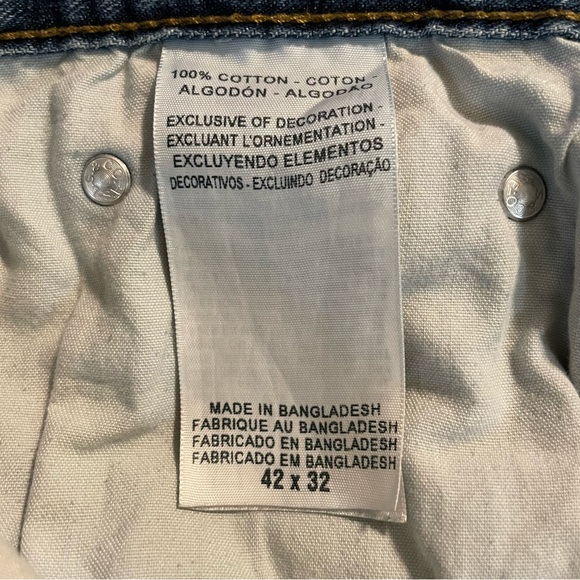 100% COTTON - COTON -
ALGODÓN - ALGODÃO
EXCLUSIVE OF DECORATION -
EXCLUANT L'ORNEMENTATION -
EXCLUYENDO ELEMENTOS
DECORATIVOS - EXCLUINDO DECORAÇÃO
MADE IN BANGLADESH
FABRIQUE AU BANGLADESH
FABRICADO EN BANGLADESH
FABRICADO EM BANGLADESH
42 x 32